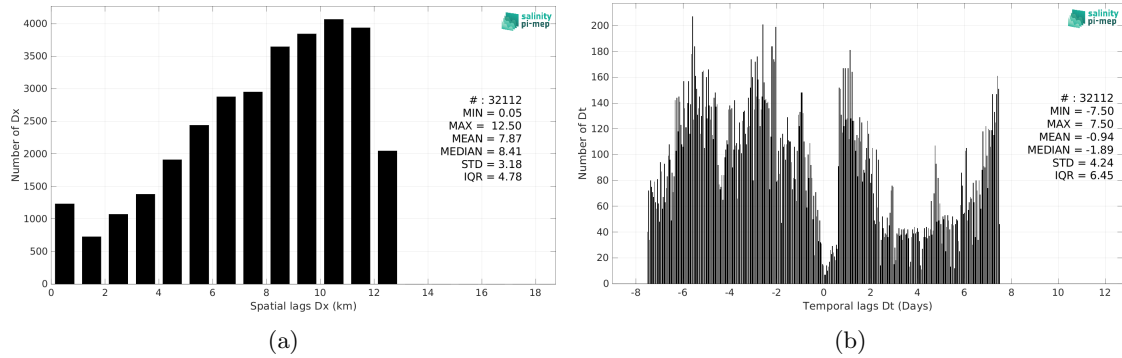 salinity
pi-mep
4000
3500
3000
2500
2000
1500
1000
500
0
Number of Dx
# : 32112
MIN = 0.05
MAX = 12.50
MEAN = 7.87
MEDIAN = 8.41
STD = 3.18
IQR = 4.78
0 2 4 6 8 10 12 14 16 18
Spatial lags Dx (km)
(a)
salinity
pi-mep
200
180
160
140
120
100
80
60
40
20
0
Number of Dt
# : 32112
MIN = -7.50
MAX = 7.50
MEAN = -0.94
MEDIAN = -1.89
STD = 4.24
IQR = 6.45
-8 -6 -4 -2 0 2 4 6 8 10 12
Temporal lags Dt (Days)
(b)